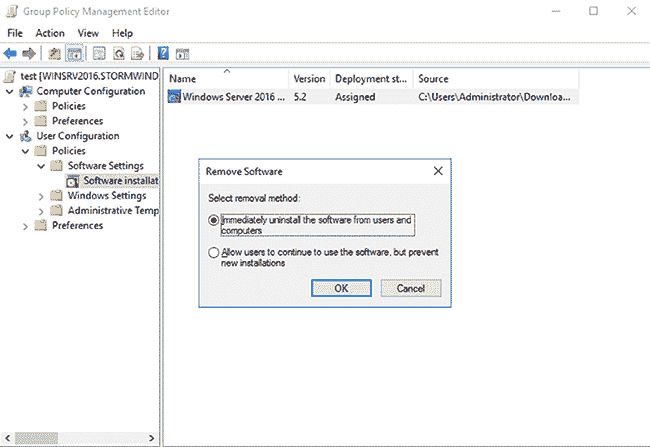 Group Policy Management Editor
File Action View Help
test [WINSRV2016.STORMWIND
Computer Configuration
Policies
Preferences
User Configuration
Policies
Software Settings
Software installat
Windows Settings
Administrative Temp
Preferences
Name Version Deployment st... Source
Windows Server 2016 ... 5.2 Assigned C:\Users\Administrator\Downloa...
Remove Software
Select removal method:
Immediately uninstall the software from users and
computers
Allow users to continue to use the software, but prevent
new installations
OK Cancel